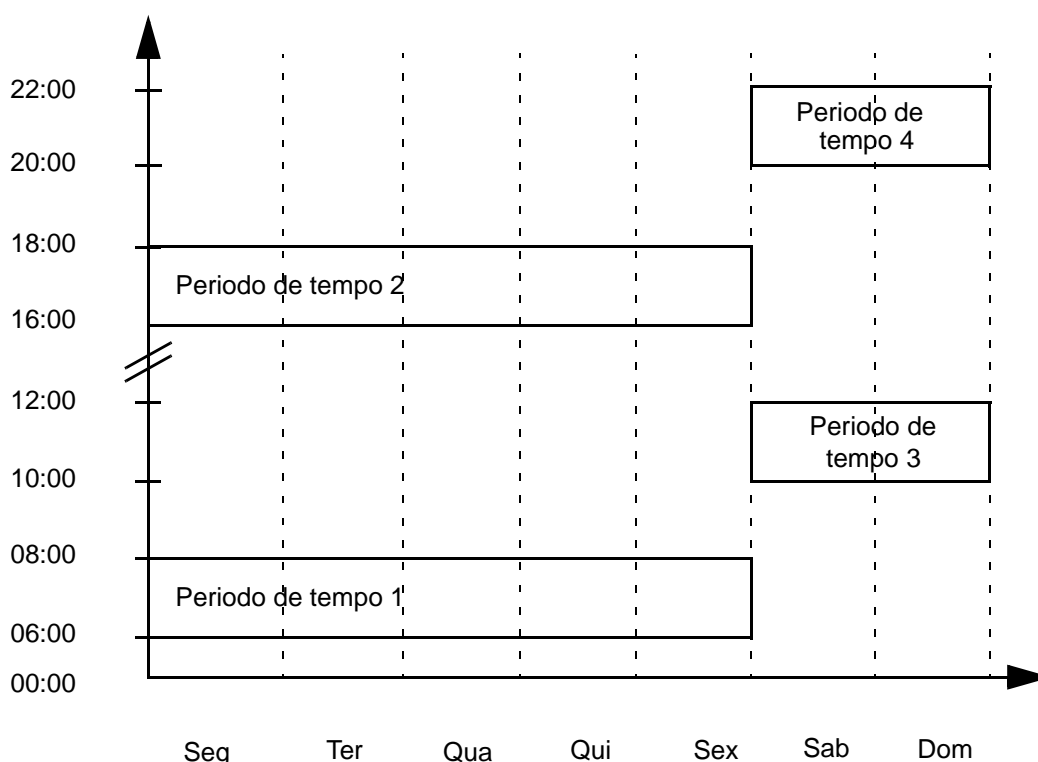 22:00
Periodo de
tempo 4
20:00
18:00
Periodo de tempo 2
16:00
12:00
Periodo de
tempo 3
10:00
08:00
Periodo de tempo 1
06:00
00:00
Seg Ter Qua Qui Sex Sab Dom